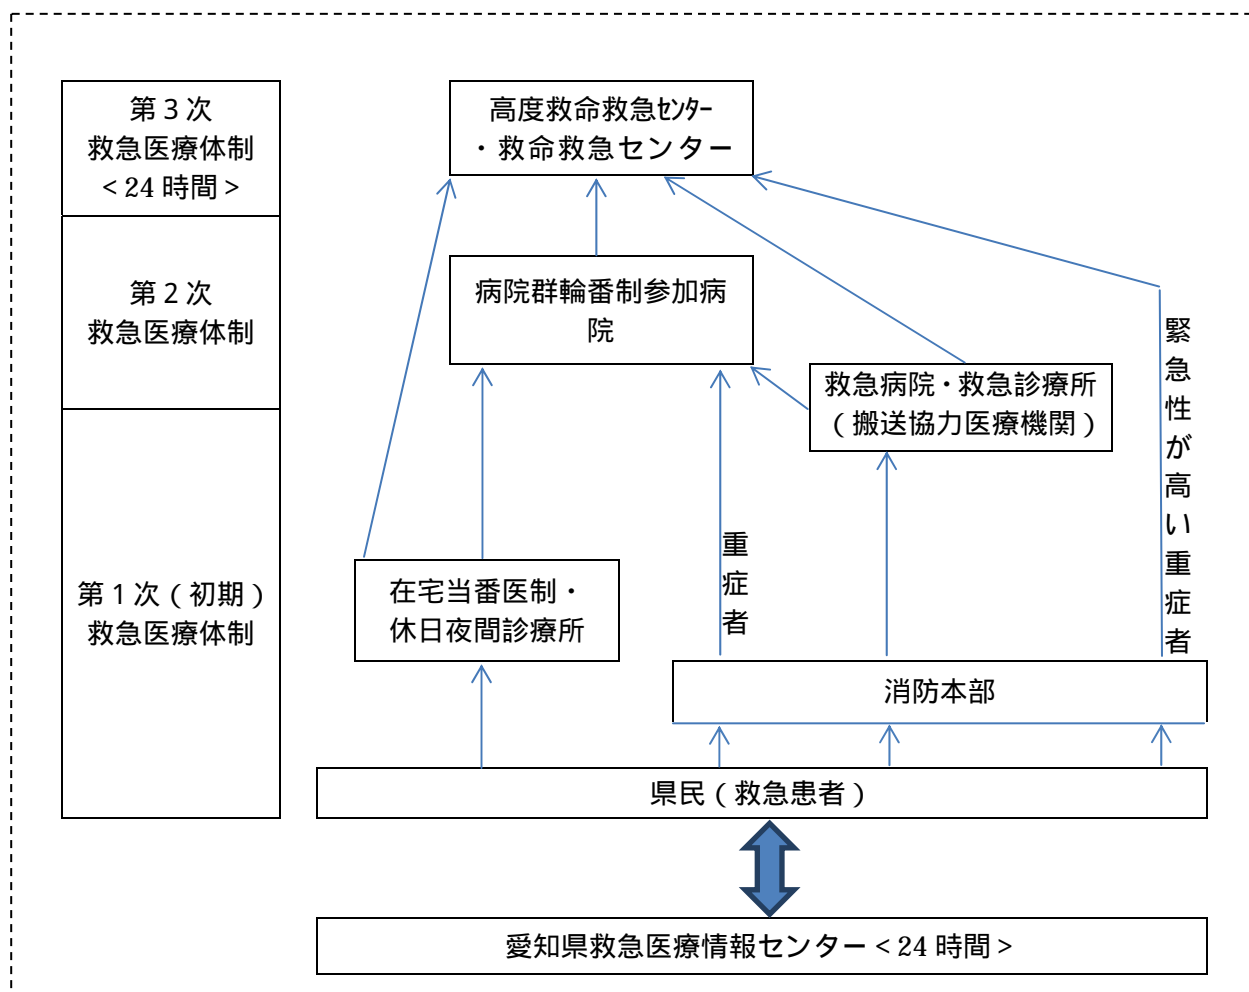 第３次
救急医療体制
＜24 時間＞
高度救命救急ｾﾝﾀｰ
・救命救急センター
第２次
救急医療体制
病院群輪番制参加病
院
救急病院・救急診療所
（搬送協力医療機関）
緊急性が高い重症者
重症者
第１次（初期）
救急医療体制
在宅当番医制・
休日夜間診療所
消防本部
県民（救急患者）
愛知県救急医療情報センター＜24 時間＞